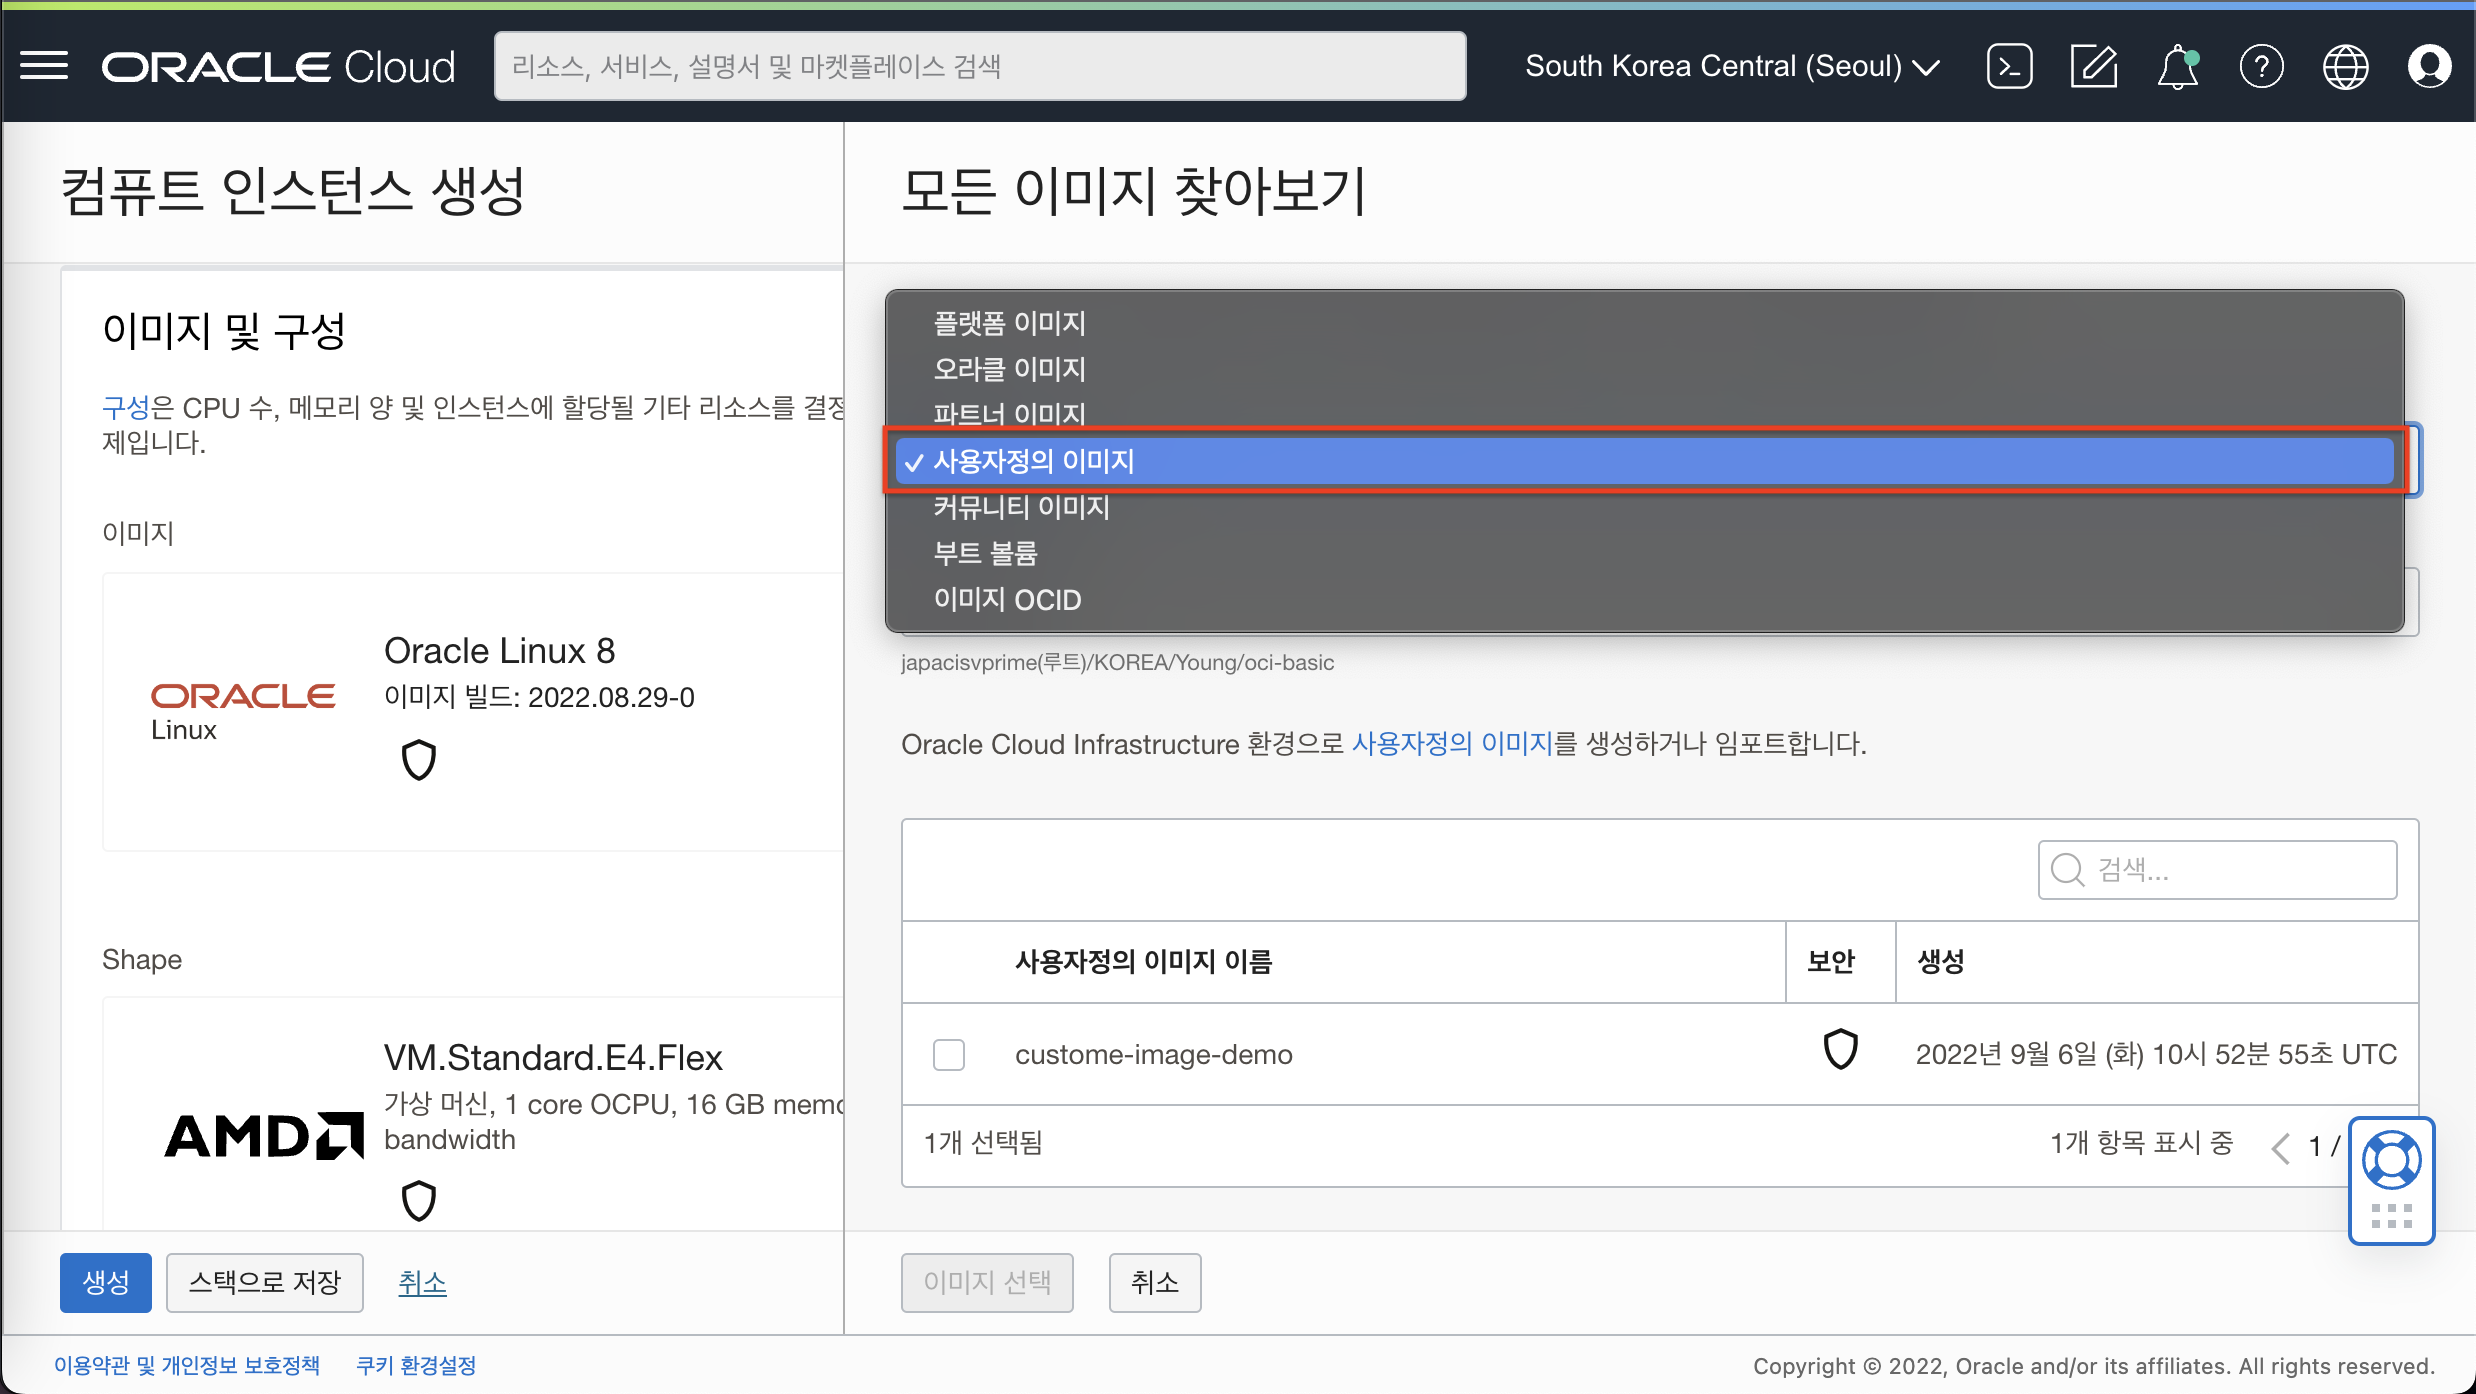 ORACLE Cloud
리소스, 서비스, 설명서 및 마켓플레이스 검색
South Korea Central (Seoul)
컴퓨트 인스턴스 생성
이미지 및 구성
구성은 CPU 수, 메모리 양 및 인스턴스에 할당될 기타 리소스를 결정
제입니다.
이미지
ORACLE
Linux
Oracle Linux 8
이미지 빌드: 2022.08.29-0
Shape
AMD
VM.Standard.E4.Flex
가상 머신, 1 core OCPU, 16 GB memo
bandwidth
생성
스택으로 저장
취소
모든 이미지 찾아보기
플랫폼 이미지
오라클 이미지
파트너 이미지
사용자정의 이미지
커뮤니티 이미지
부트 볼륨
이미지 OCID
japacisvprime(루트)/KOREA/Young/oci-basic
Oracle Cloud Infrastructure 환경으로 사용자정의 이미지를 생성하거나 임포트합니다.
검색...
사용자정의 이미지 이름
보안
생성
custome-image-demo
2022년 9월 6일 (화) 10시 52분 55초 UTC
1개 선택됨
1개 항목 표시 중
1 /
이미지 선택
취소
이용약관 및 개인정보 보호정책
쿠키 환경설정
Copyright © 2022, Oracle and/or its affiliates. All rights reserved.